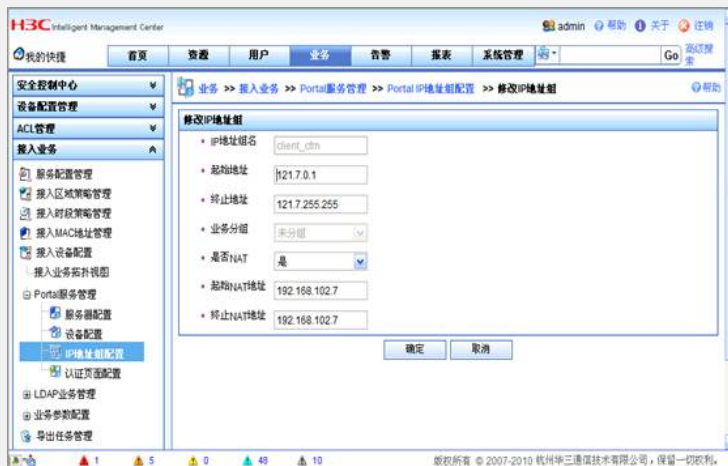 H3C Intelligent Management Center
admin 帮助 关于 注销
我的快捷 首页 资源 用户 业务 告警 报表 系统管理 Go 高级搜索
安全控制中心
设备配置管理
ACL管理
接入业务
服务配置管理
接入区域策略管理
接入时段策略管理
接入MAC地址管理
接入设备配置
接入业务拓扑视图
Portal服务管理
服务器配置
设备配置
IP地址组配置
认证页面配置
LDAP业务管理
业务参数配置
导出任务管理
业务 >> 接入业务 >> Portal服务管理 >> Portal IP地址组配置 >> 修改IP地址组 帮助
修改IP地址组
* IP地址组名 client_cfm
* 起始地址 121.7.0.1
* 终止地址 121.7.255.255
* 业务分组 未分组
* 是否NAT 是
* 起始NAT地址 192.168.102.7
* 终止NAT地址 192.168.102.7
确定 取消
1 5 0 48 10 版权所有 © 2007-2010 杭州华三通信技术有限公司，保留一切权利。